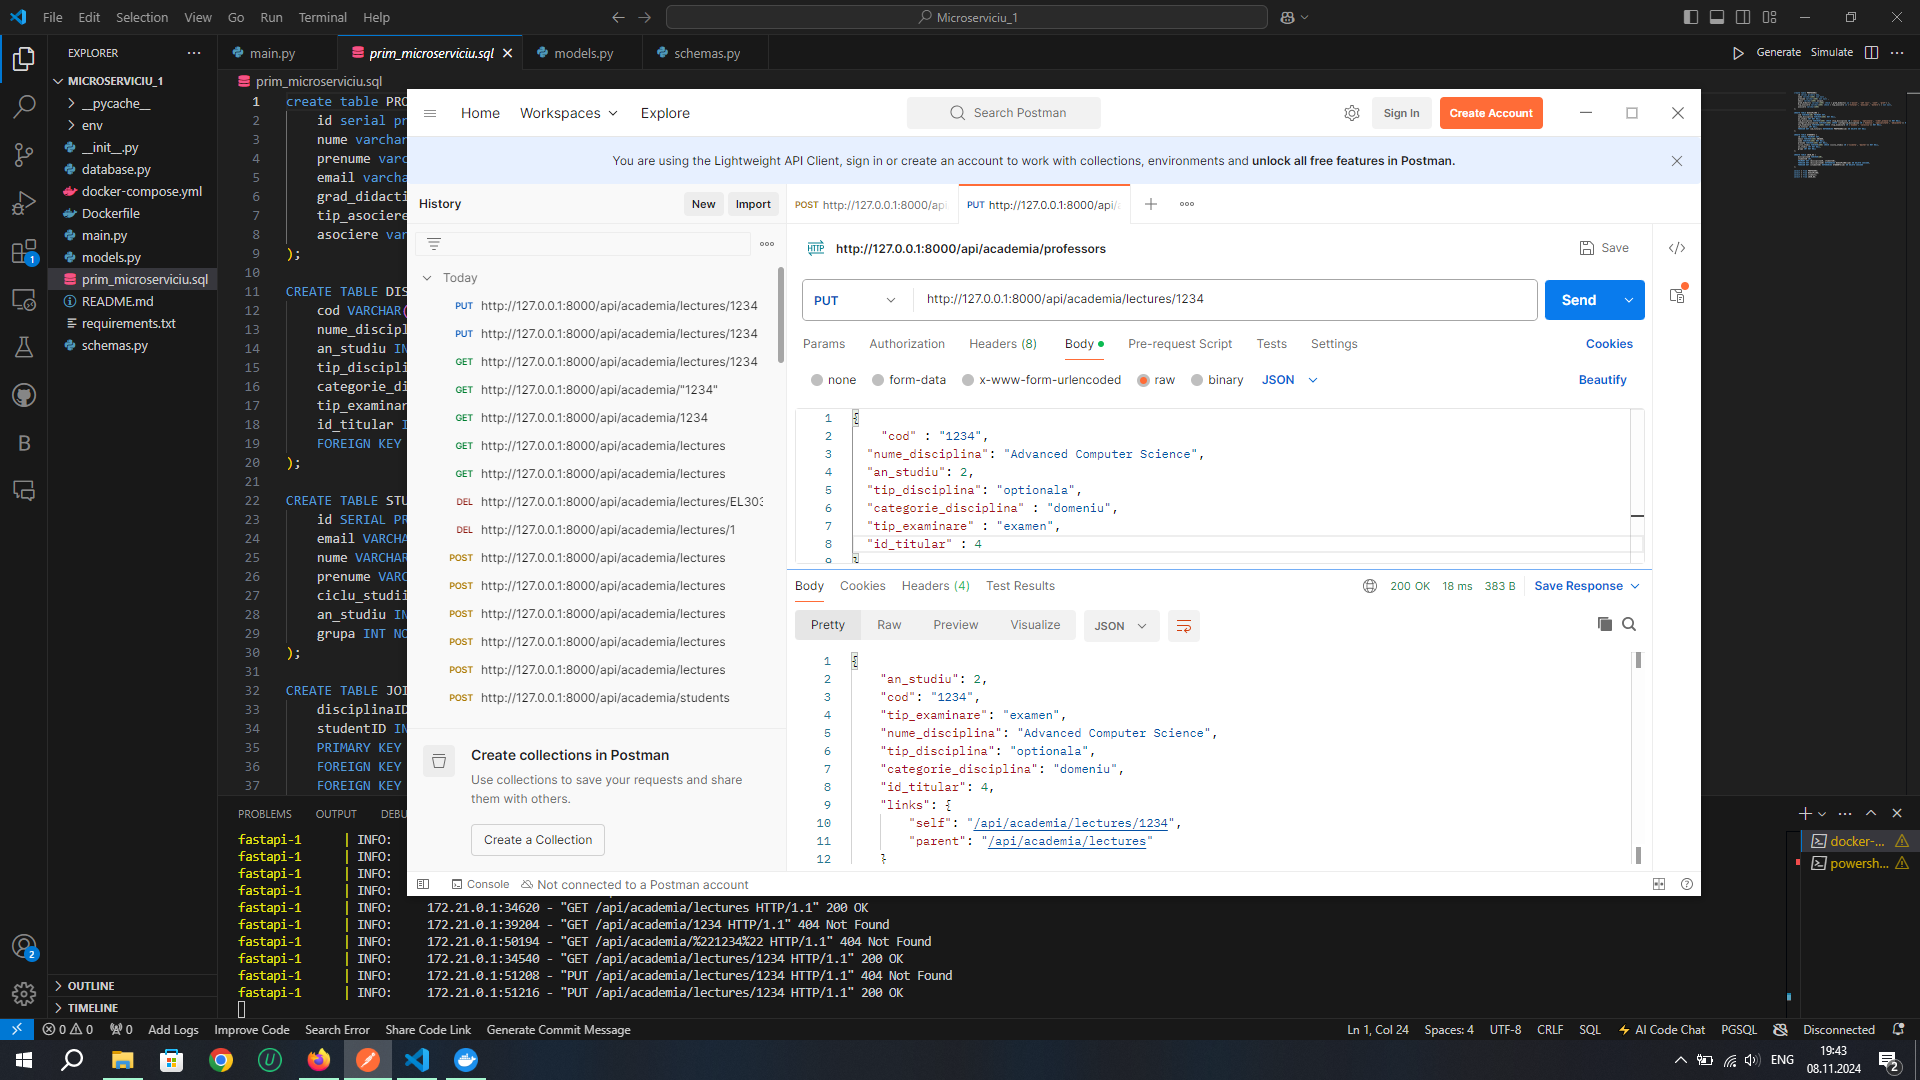 File Edit Selection View Go Run Terminal Help
Microserviciu_1
EXPLORER
main.py
prim_microserviciu.sql
models.py
schemas.py
Generate Simulate
MICROSERVICIU_1
__pycache__
env
__init__.py
database.py
docker-compose.yml
Dockerfile
main.py
models.py
prim_microserviciu.sql
README.md
requirements.txt
schemas.py
OUTLINE
TIMELINE
prim_microserviciu.sql
1 create table PRO
2 id serial pr
3 nume varchar
4 prenume varc
5 email varcha
6 grad_didacti
7 tip_asociere
8 asociere var
9 );
10
11 CREATE TABLE DIS
12 cod VARCHAR(
13 nume_discipl
14 an_studiu IN
15 tip_discipli
16 categorie_di
17 tip_examinar
18 id_titular I
19 FOREIGN KEY
20 );
21
22 CREATE TABLE STU
23 id SERIAL PR
24 email VARCHA
25 nume VARCHAR
26 prenume VARC
27 ciclu_studii
28 an_studiu IN
29 grupa INT NO
30 );
31
32 CREATE TABLE JOI
33 disciplinaID
34 studentID IN
35 PRIMARY KEY
36 FOREIGN KEY
37 FOREIGN KEY
Home Workspaces Explore
Search Postman
Sign In
Create Account
You are using the Lightweight API Client, sign in or create an account to work with collections, environments and unlock all free features in Postman.
History New Import
Today
PUT http://127.0.0.1:8000/api/academia/lectures/1234
PUT http://127.0.0.1:8000/api/academia/lectures/1234
GET http://127.0.0.1:8000/api/academia/lectures/1234
GET http://127.0.0.1:8000/api/academia/"1234"
GET http://127.0.0.1:8000/api/academia/1234
GET http://127.0.0.1:8000/api/academia/lectures
GET http://127.0.0.1:8000/api/academia/lectures
DEL http://127.0.0.1:8000/api/academia/lectures/EL303
DEL http://127.0.0.1:8000/api/academia/lectures/1
POST http://127.0.0.1:8000/api/academia/lectures
POST http://127.0.0.1:8000/api/academia/lectures
POST http://127.0.0.1:8000/api/academia/lectures
POST http://127.0.0.1:8000/api/academia/lectures
POST http://127.0.0.1:8000/api/academia/lectures
POST http://127.0.0.1:8000/api/academia/students
Create collections in Postman
Use collections to save your requests and share
them with others.
Create a Collection
POST http://127.0.0.1:8000/api
PUT http://127.0.0.1:8000/api/
HTTP http://127.0.0.1:8000/api/academia/professors
Save
PUT http://127.0.0.1:8000/api/academia/lectures/1234
Send
Params Authorization Headers (8) Body Pre-request Script Tests Settings Cookies
none form-data x-www-form-urlencoded raw binary JSON Beautify
1 {
2 "cod" : "1234",
3 "nume_disciplina": "Advanced Computer Science",
4 "an_studiu": 2,
5 "tip_disciplina": "optionala",
6 "categorie_disciplina" : "domeniu",
7 "tip_examinare" : "examen",
8 "id_titular" : 4
9 }
Body Cookies Headers (4) Test Results 200 OK 18 ms 383 B Save Response
Pretty Raw Preview Visualize JSON
1 {
2 "an_studiu": 2,
3 "cod": "1234",
4 "tip_examinare": "examen",
5 "nume_disciplina": "Advanced Computer Science",
6 "tip_disciplina": "optionala",
7 "categorie_disciplina": "domeniu",
8 "id_titular": 4,
9 "links": {
10 "self": "/api/academia/lectures/1234",
11 "parent": "/api/academia/lectures"
12 }
Console Not connected to a Postman account
PROBLEMS OUTPUT DEBU
fastapi-1 | INFO:
fastapi-1 | INFO:
fastapi-1 | INFO:
fastapi-1 | INFO:
fastapi-1 | INFO: 172.21.0.1:34620 - "GET /api/academia/lectures HTTP/1.1" 200 OK
fastapi-1 | INFO: 172.21.0.1:39204 - "GET /api/academia/1234 HTTP/1.1" 404 Not Found
fastapi-1 | INFO: 172.21.0.1:50194 - "GET /api/academia/%221234%22 HTTP/1.1" 404 Not Found
fastapi-1 | INFO: 172.21.0.1:34540 - "GET /api/academia/lectures/1234 HTTP/1.1" 200 OK
fastapi-1 | INFO: 172.21.0.1:51208 - "PUT /api/academia/lectures/1234 HTTP/1.1" 404 Not Found
fastapi-1 | INFO: 172.21.0.1:51216 - "PUT /api/academia/lectures/1234 HTTP/1.1" 200 OK
docker-...
powersh...
0 0 0 Add Logs Improve Code Search Error Share Code Link Generate Commit Message
Ln 1, Col 24 Spaces: 4 UTF-8 CRLF SQL AI Code Chat PGSQL Disconnected
ENG
19:43
08.11.2024
2